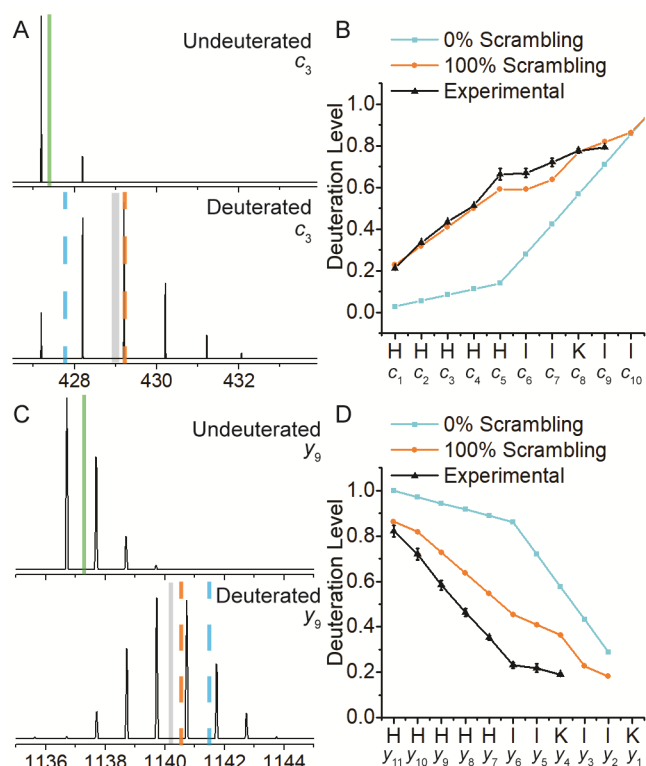 A
Undeuterated
c3
Deuterated
c3
428 430 432
B
0% Scrambling
100% Scrambling
Experimental
Deuteration Level
1.0
0.8
0.6
0.4
0.2
0.0
H H H H H I I K I I
c1 c2 c3 c4 c5 c6 c7 c8 c9 c10
C
Undeuterated
y9
Deuterated
y9
1136 1138 1140 1142 1144
D
0% Scrambling
100% Scrambling
Experimental
Deuteration Level
1.0
0.8
0.6
0.4
0.2
0.0
H H H H H I I K I I K
y11 y10 y9 y8 y7 y6 y5 y4 y3 y2 y1